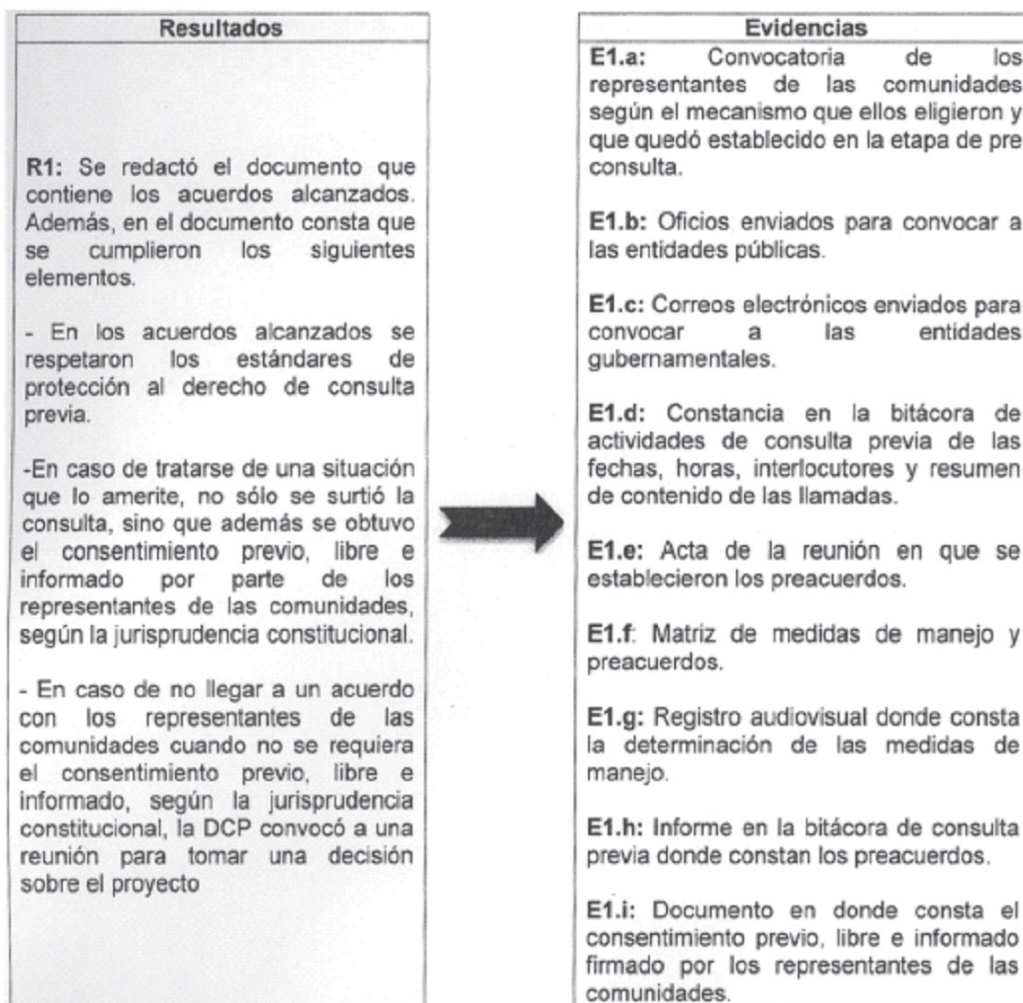 Resultados
R1: Se redactó el documento que
contiene los acuerdos alcanzados.
Además, en el documento consta que
se cumplieron los siguientes
elementos.
- En los acuerdos alcanzados se
respetaron los estándares de
protección al derecho de consulta
previa.
-En caso de tratarse de una situación
que lo amerite, no sólo se surtió la
consulta, sino que además se obtuvo
el consentimiento previo, libre e
informado por parte de los
representantes de las comunidades,
según la jurisprudencia constitucional.
- En caso de no llegar a un acuerdo
con los representantes de las
comunidades cuando no se requiera
el consentimiento previo, libre e
informado, según la jurisprudencia
constitucional, la DCP convocó a una
reunión para tomar una decisión
sobre el proyecto
Evidencias
E1.a: Convocatoria de los
representantes de las comunidades
según el mecanismo que ellos eligieron y
que quedó establecido en la etapa de pre
consulta.
E1.b: Oficios enviados para convocar a
las entidades públicas.
E1.c: Correos electrónicos enviados para
convocar a las entidades
gubernamentales.
E1.d: Constancia en la bitácora de
actividades de consulta previa de las
fechas, horas, interlocutores y resumen
de contenido de las llamadas.
E1.e: Acta de la reunión en que se
establecieron los preacuerdos.
E1.f: Matriz de medidas de manejo y
preacuerdos.
E1.g: Registro audiovisual donde consta
la determinación de las medidas de
manejo.
E1.h: Informe en la bitácora de consulta
previa donde constan los preacuerdos.
E1.i: Documento en donde consta el
consentimiento previo, libre e informado
firmado por los representantes de las
comunidades.